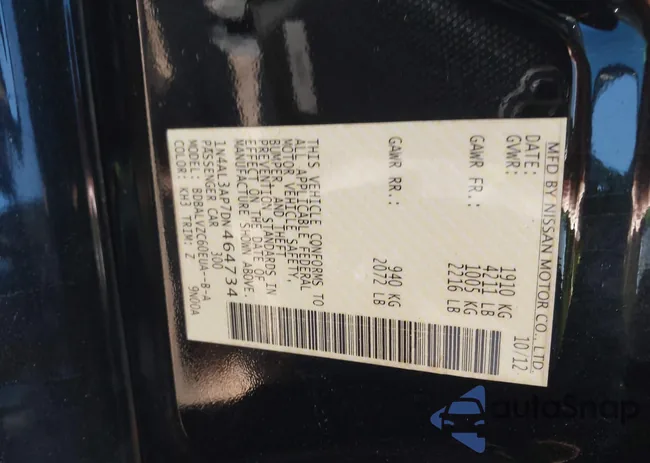 MFD BY NISSAN MOTOR CO., LTD.
DATE: 10/12
GVWR: 1910 KG
4211 LB
GAWR FR.: 1005 KG
2216 LB
GAWR RR.: 940 KG
2072 LB
THIS VEHICLE CONFORMS TO
ALL APPLICABLE FEDERAL
MOTOR VEHICLE SAFETY,
BUMPER, AND THEFT
PREVENTION STANDARDS IN
EFFECT ON THE DATE OF
MANUFACTURE SHOWN ABOVE.
1N4AL3AP7DN464734
PASSENGER CAR 300
MODEL: BDBALVZC60EUA--B-A
COLOR: KH3 TRIM: Z 9N00A
autoSnap